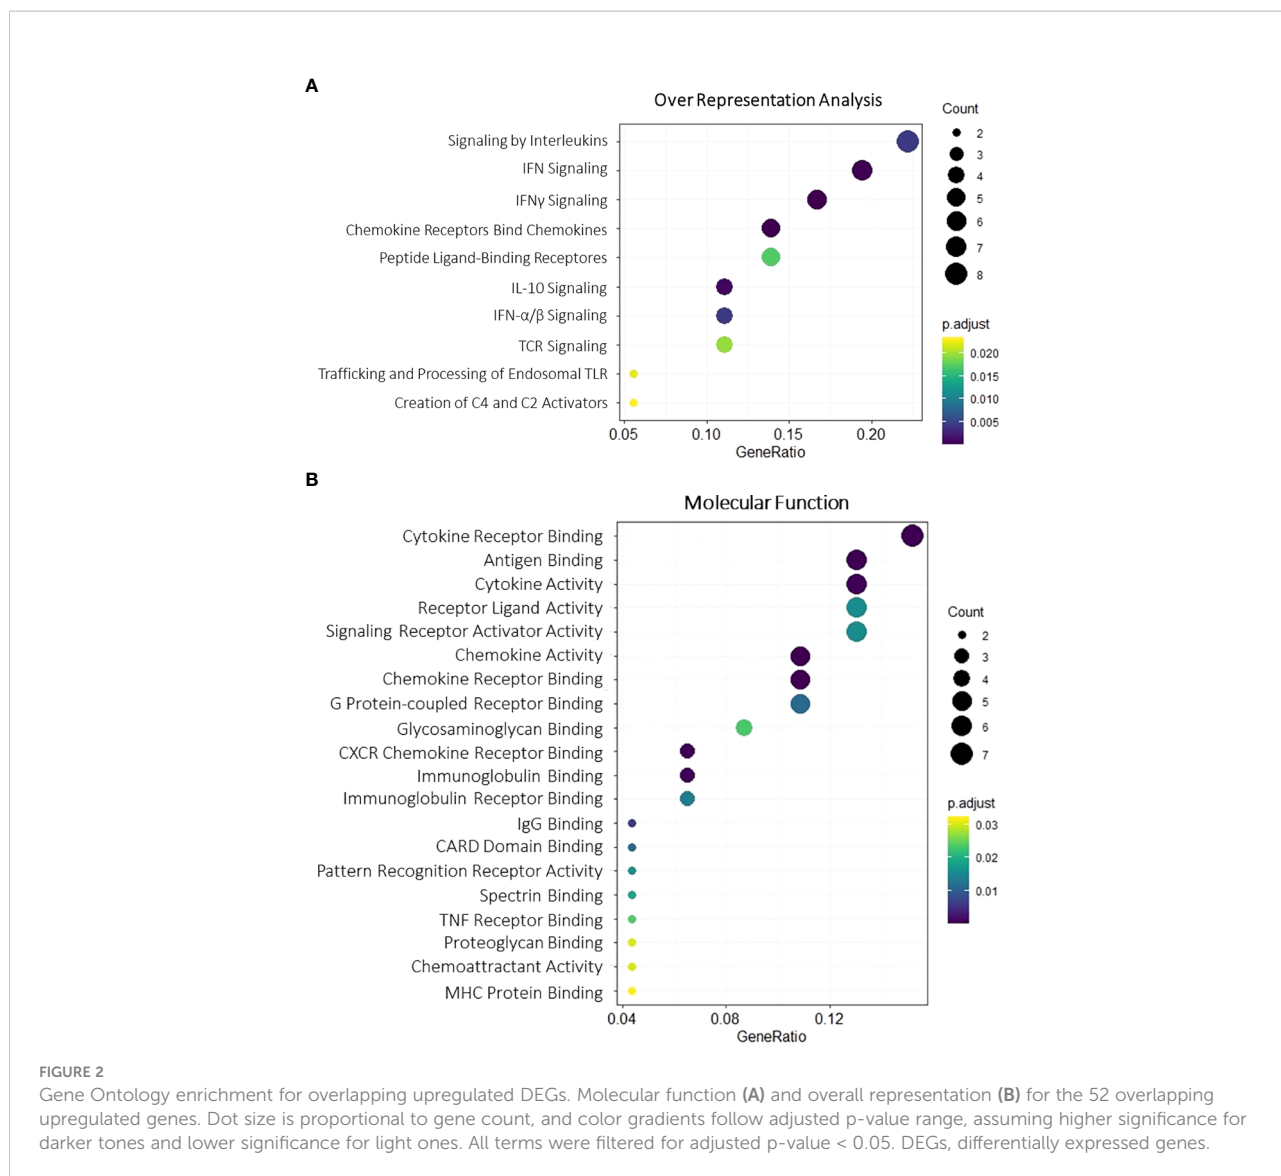 A
Over Representation Analysis
Signaling by Interleukins
IFN Signaling
IFNγ Signaling
Chemokine Receptors Bind Chemokines
Peptide Ligand-Binding Receptores
IL-10 Signaling
IFN-α/β Signaling
TCR Signaling
Trafficking and Processing of Endosomal TLR
Creation of C4 and C2 Activators
0.05 0.10 0.15 0.20
GeneRatio
Count
2
3
4
5
6
7
8
p.adjust
0.020
0.015
0.010
0.005
B
Molecular Function
Cytokine Receptor Binding
Antigen Binding
Cytokine Activity
Receptor Ligand Activity
Signaling Receptor Activator Activity
Chemokine Activity
Chemokine Receptor Binding
G Protein-coupled Receptor Binding
Glycosaminoglycan Binding
CXCR Chemokine Receptor Binding
Immunoglobulin Binding
Immunoglobulin Receptor Binding
IgG Binding
CARD Domain Binding
Pattern Recognition Receptor Activity
Spectrin Binding
TNF Receptor Binding
Proteoglycan Binding
Chemoattractant Activity
MHC Protein Binding
0.04 0.08 0.12
GeneRatio
Count
2
3
4
5
6
7
p.adjust
0.03
0.02
0.01
FIGURE 2
Gene Ontology enrichment for overlapping upregulated DEGs. Molecular function (A) and overall representation (B) for the 52 overlapping
upregulated genes. Dot size is proportional to gene count, and color gradients follow adjusted p-value range, assuming higher significance for
darker tones and lower significance for light ones. All terms were filtered for adjusted p-value < 0.05. DEGs, differentially expressed genes.